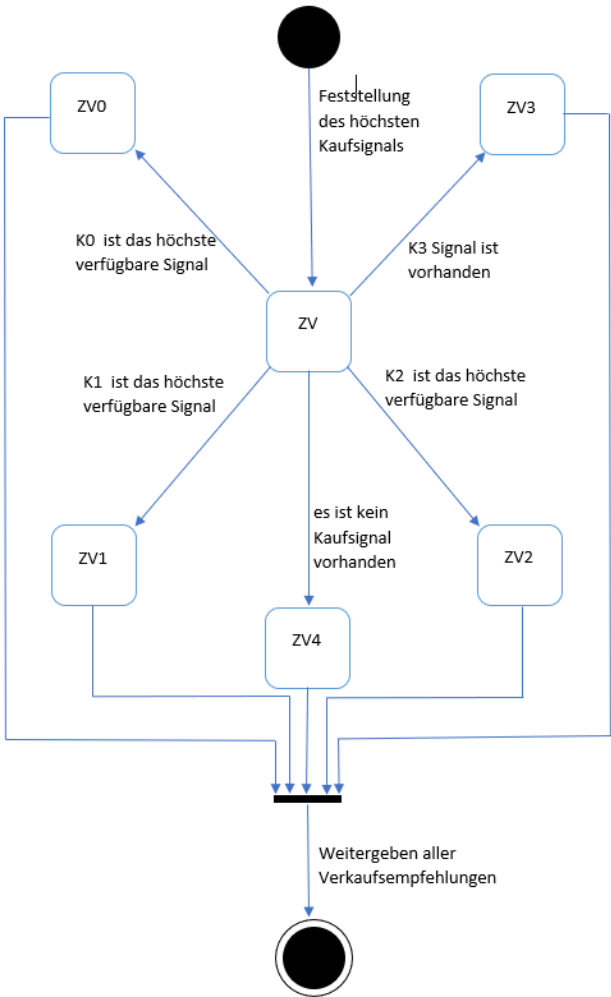 Feststellung
des höchsten
Kaufsignals
ZV0
ZV3
K0  ist das höchste
verfügbare Signal
K3 Signal ist
vorhanden
ZV
K1  ist das höchste
verfügbare Signal
K2  ist das höchste
verfügbare Signal
es ist kein
Kaufsignal
vorhanden
ZV1
ZV2
ZV4
Weitergeben aller
Verkaufsempfehlungen